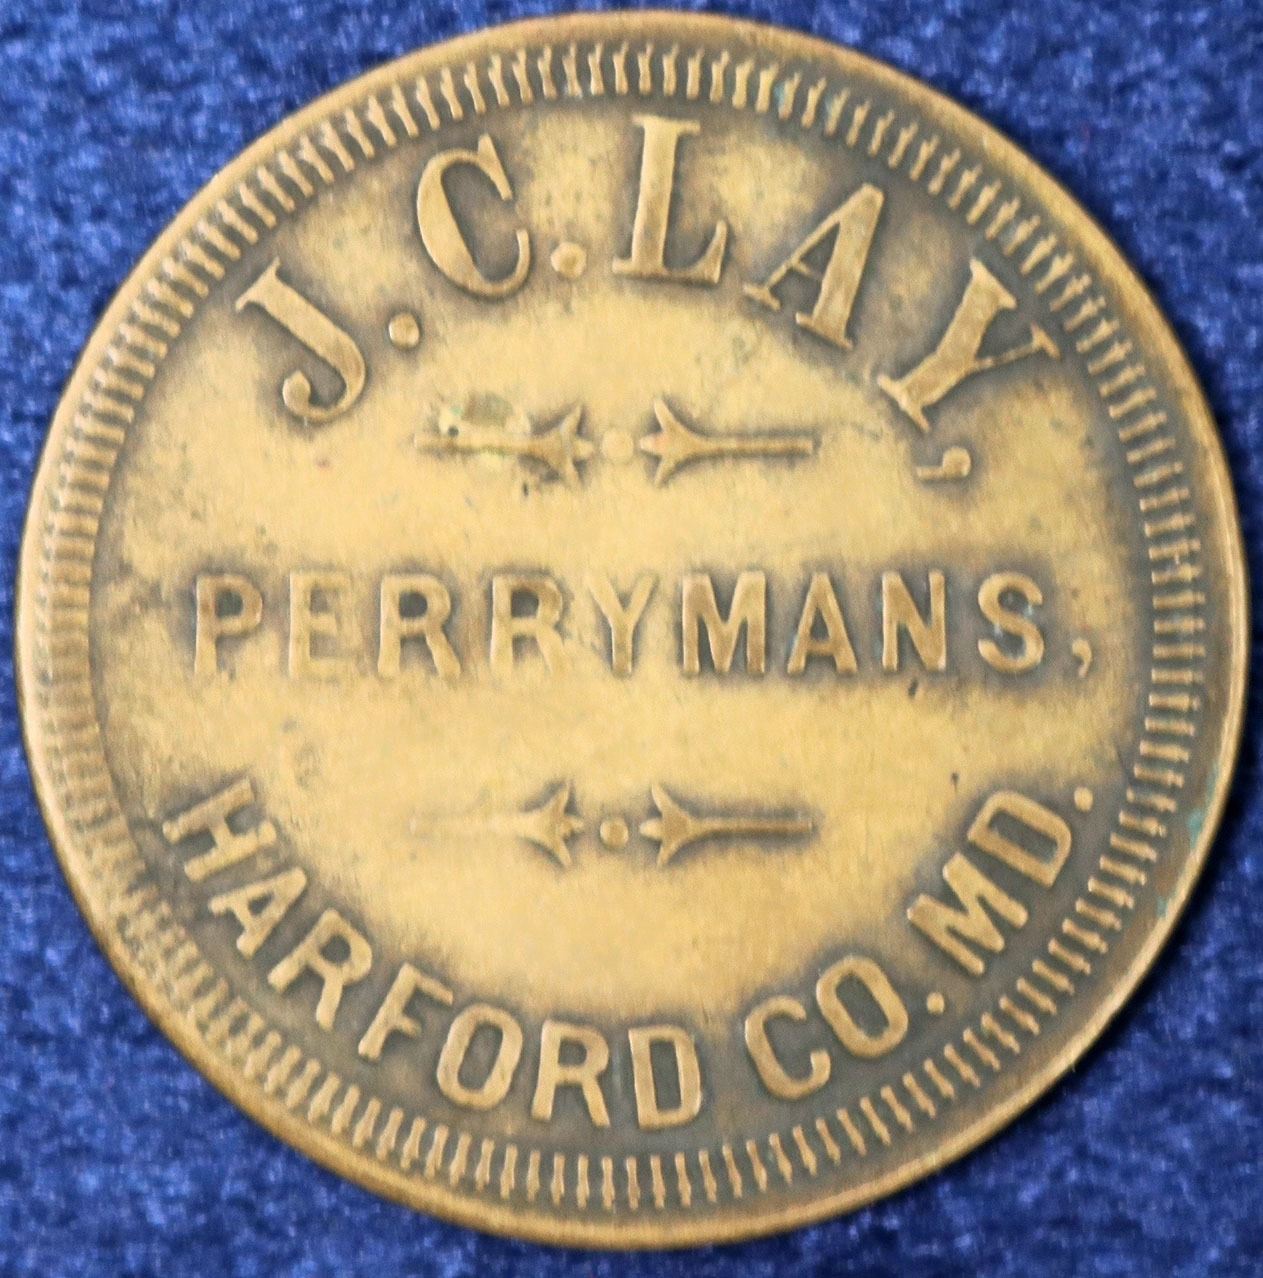 J. C. LAY,
PERRYMANS,
HARFORD CO. MD.